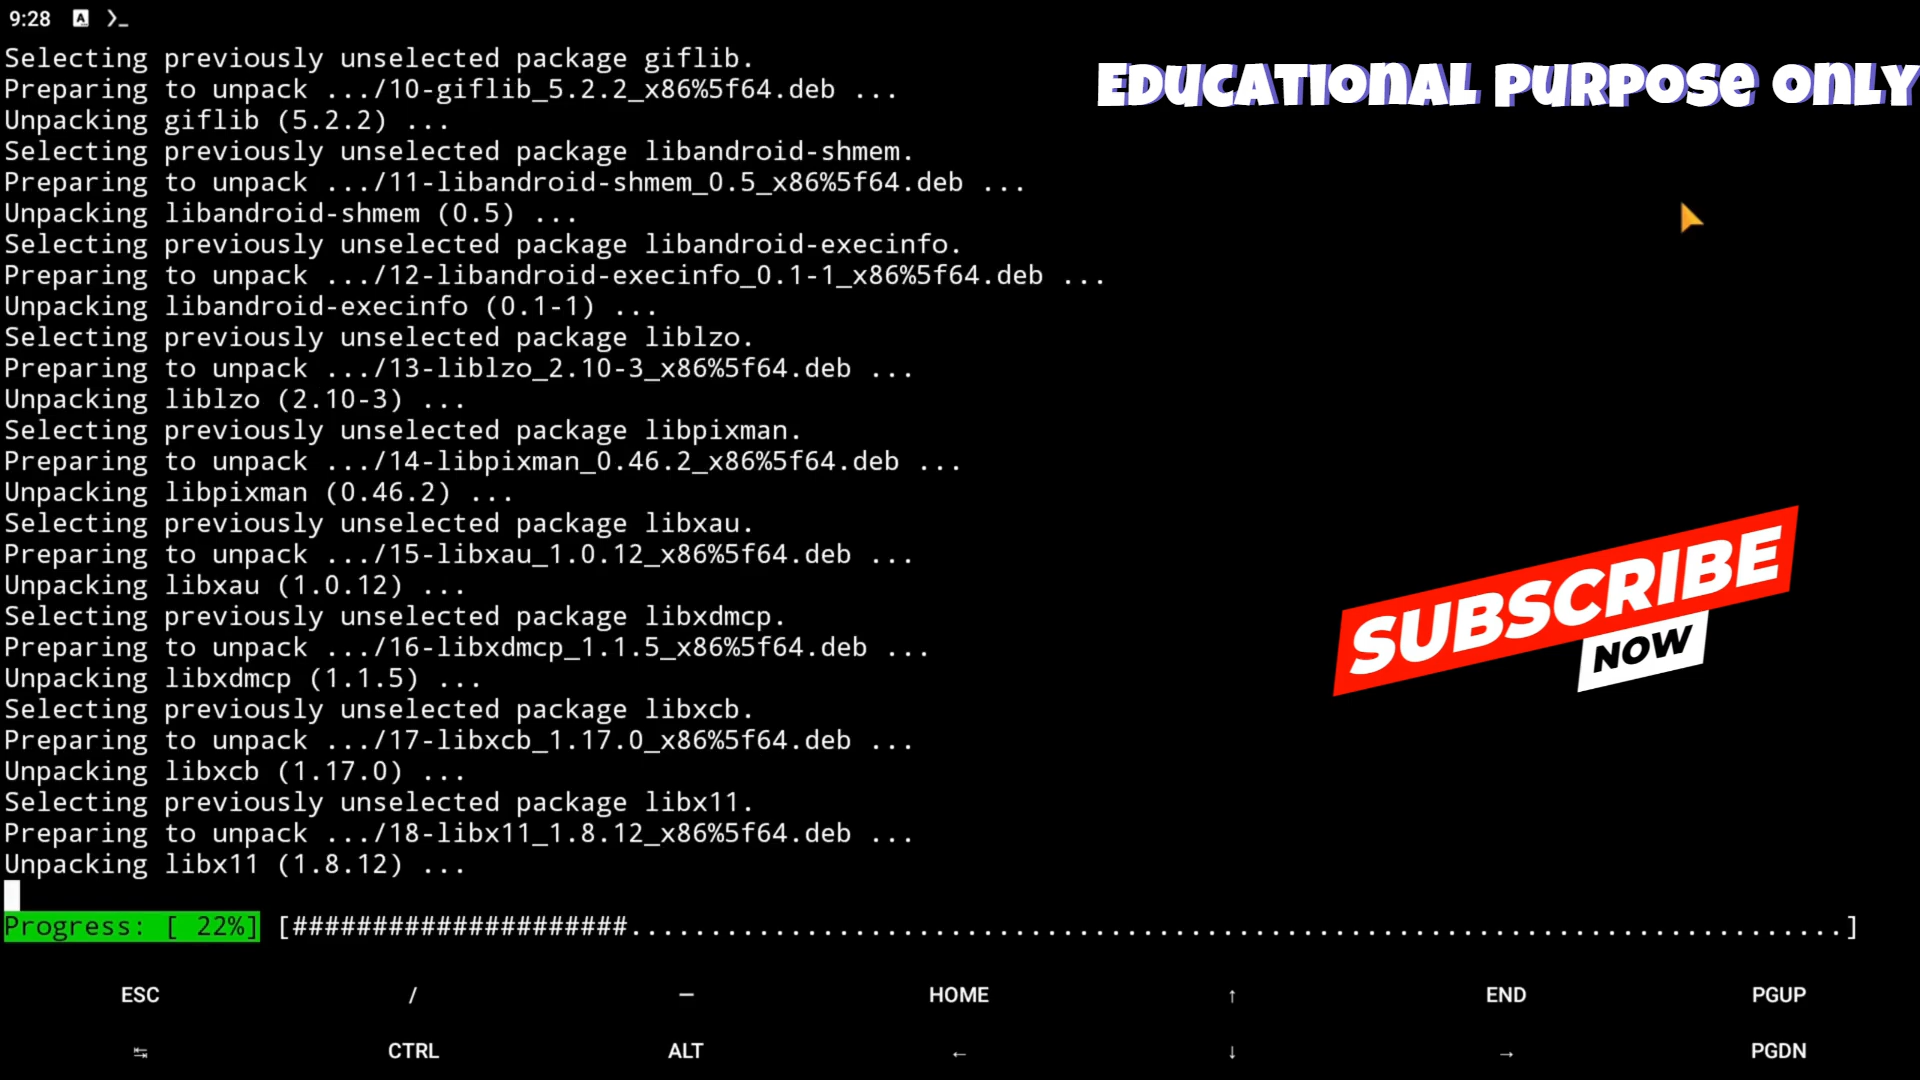 9:28 A >_
Selecting previously unselected package giflib.
EDUCATIONAL PURPOSE ONLY
Preparing to unpack .../10-giflib_5.2.2_x86%5f64.deb ...
Unpacking giflib (5.2.2) ...
Selecting previously unselected package libandroid-shmem.
Preparing to unpack .../11-libandroid-shmem_0.5_x86%5f64.deb ...
Unpacking libandroid-shmem (0.5) ...
Selecting previously unselected package libandroid-execinfo.
Preparing to unpack .../12-libandroid-execinfo_0.1-1_x86%5f64.deb ...
Unpacking libandroid-execinfo (0.1-1) ...
Selecting previously unselected package liblzo.
Preparing to unpack .../13-liblzo_2.10-3_x86%5f64.deb ...
Unpacking liblzo (2.10-3) ...
Selecting previously unselected package libpixman.
Preparing to unpack .../14-libpixman_0.46.2_x86%5f64.deb ...
Unpacking libpixman (0.46.2) ...
Selecting previously unselected package libxau.
Preparing to unpack .../15-libxau_1.0.12_x86%5f64.deb ...
Unpacking libxau (1.0.12) ...
Selecting previously unselected package libxdmcp.
Preparing to unpack .../16-libxdmcp_1.1.5_x86%5f64.deb ...
Unpacking libxdmcp (1.1.5) ...
Selecting previously unselected package libxcb.
Preparing to unpack .../17-libxcb_1.17.0_x86%5f64.deb ...
Unpacking libxcb (1.17.0) ...
Selecting previously unselected package libx11.
Preparing to unpack .../18-libx11_1.8.12_x86%5f64.deb ...
Unpacking libx11 (1.8.12) ...
SUBSCRIBE
NOW
Progress: [ 22%] [#####################............................................................................]
ESC / — HOME ↑ END PGUP
↹ CTRL ALT ← ↓ → PGDN